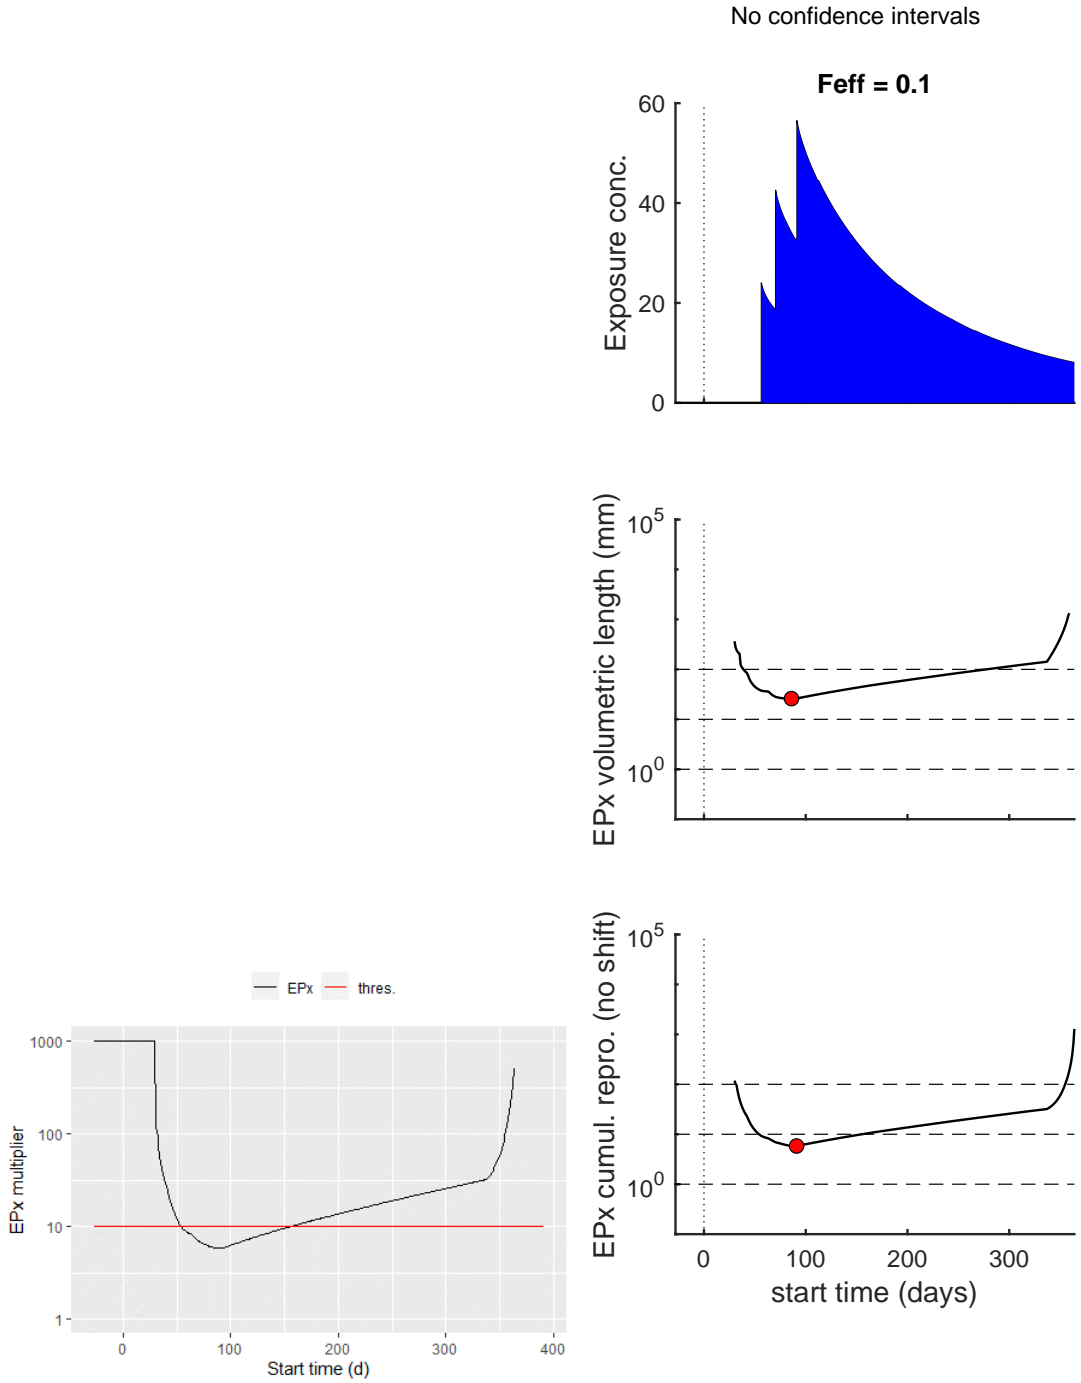 No confidence intervals
Feff = 0.1
Exposure conc.
60
40
20
0
EPx volumetric length (mm)
10^5
10^0
EPx cumul. repro. (no shift)
10^5
10^0
0 100 200 300
start time (days)
EPx thres.
EPx multiplier
1000
100
10
1
0 100 200 300 400
Start time (d)